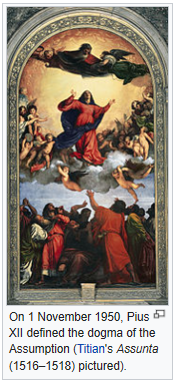 On 1 November 1950, Pius
XII defined the dogma of the
Assumption (Titian's Assunta
(1516–1518) pictured).